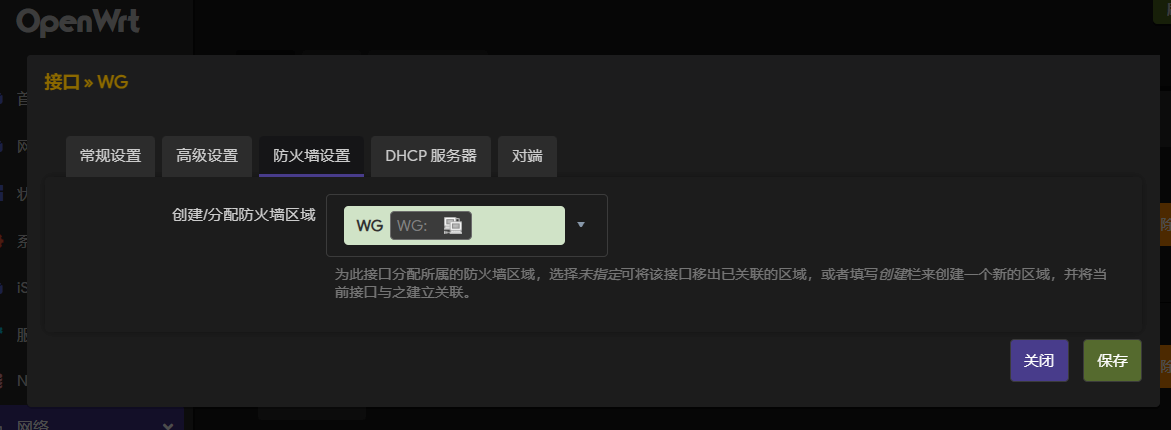 OpenWrt
接口 » WG
首
网
常规设置 高级设置 防火墙设置 DHCP 服务器 对端
状
创建/分配防火墙区域 WG WG:
系
为此接口分配所属的防火墙区域，选择未指定可将该接口移出已关联的区域，或者填写创建栏来创建一个新的区域，并将当
前接口与之建立关联。
iS
服
关闭 保存
N
网络